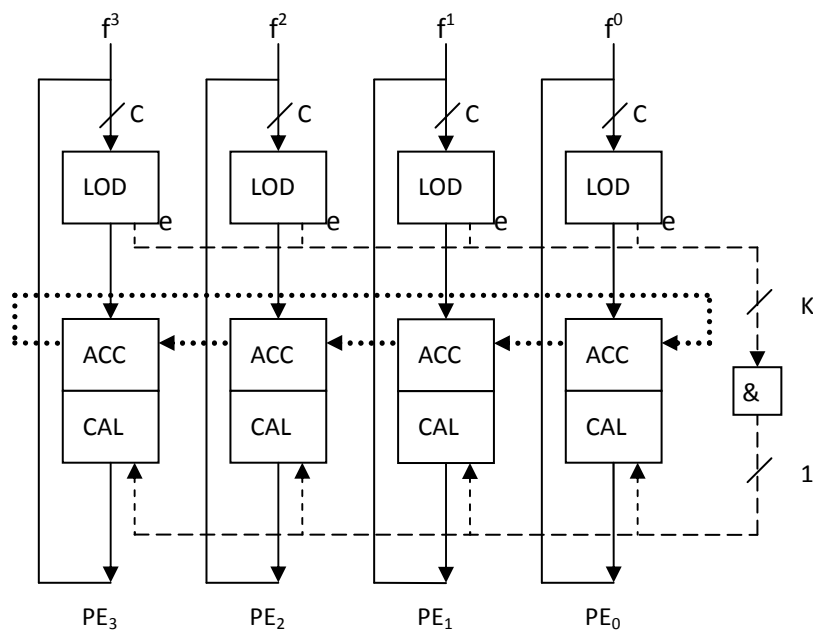 f³ f² f¹ f⁰
C C C C
LOD LOD LOD LOD
e e e e
K
ACC ACC ACC ACC
&
CAL CAL CAL CAL
1
PE₃ PE₂ PE₁ PE₀